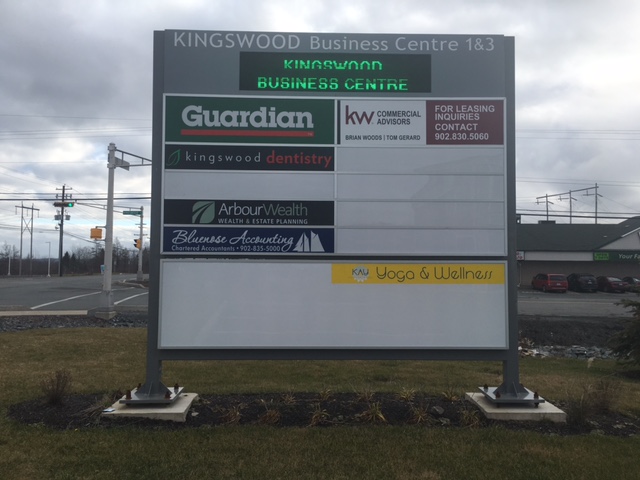 KINGSWOOD Business Centre 1&3
KINGSWOOD
BUSINESS CENTRE
Guardian
kw COMMERCIAL ADVISORS
BRIAN WOODS | TOM GERARD
FOR LEASING
INQUIRIES
CONTACT
902.830.5060
kingswood dentistry
ArbourWealth
WEALTH & ESTATE PLANNING
Bluenose Accounting
Chartered Accountants • 902-835-5000
KAU Yoga & Wellness
Your